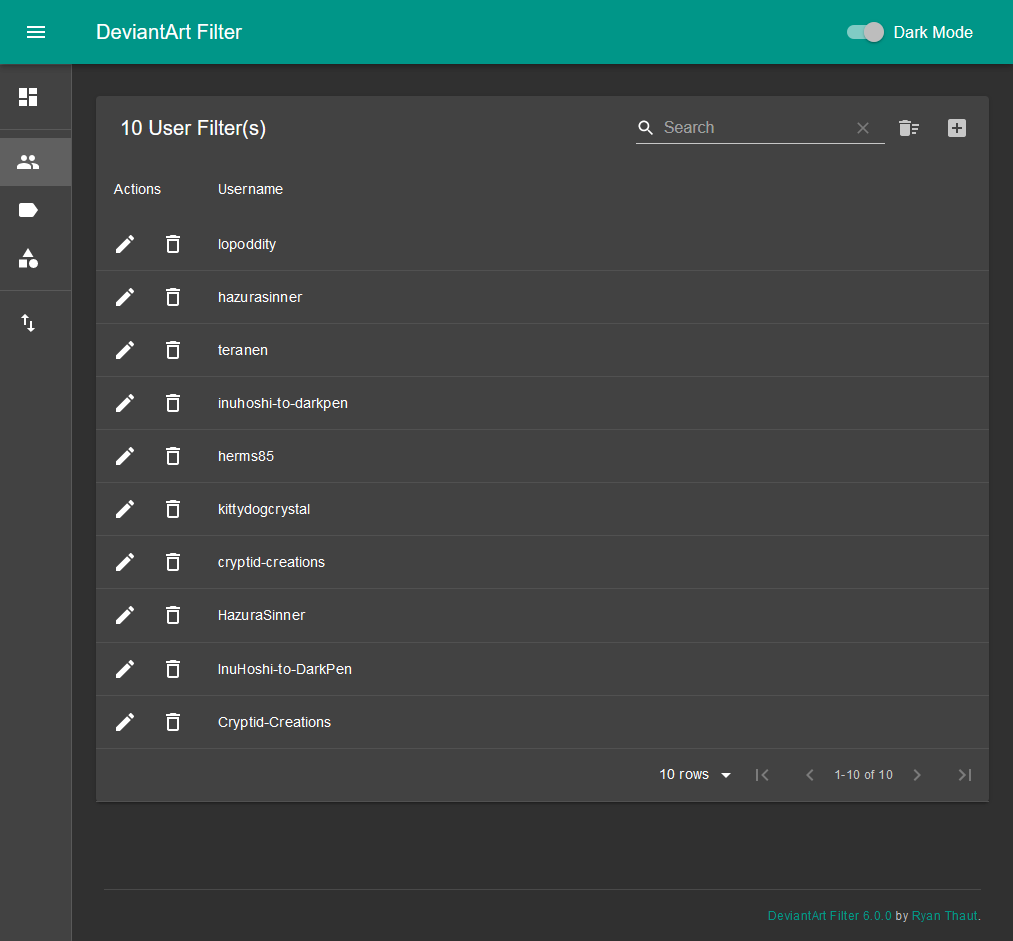 DeviantArt Filter
Dark Mode
10 User Filter(s)
Search
Actions Username
lopoddity
hazurasinner
teranen
inuhoshi-to-darkpen
herms85
kittydogcrystal
cryptid-creations
HazuraSinner
InuHoshi-to-DarkPen
Cryptid-Creations
10 rows 1-10 of 10
DeviantArt Filter 6.0.0 by Ryan Thaut.